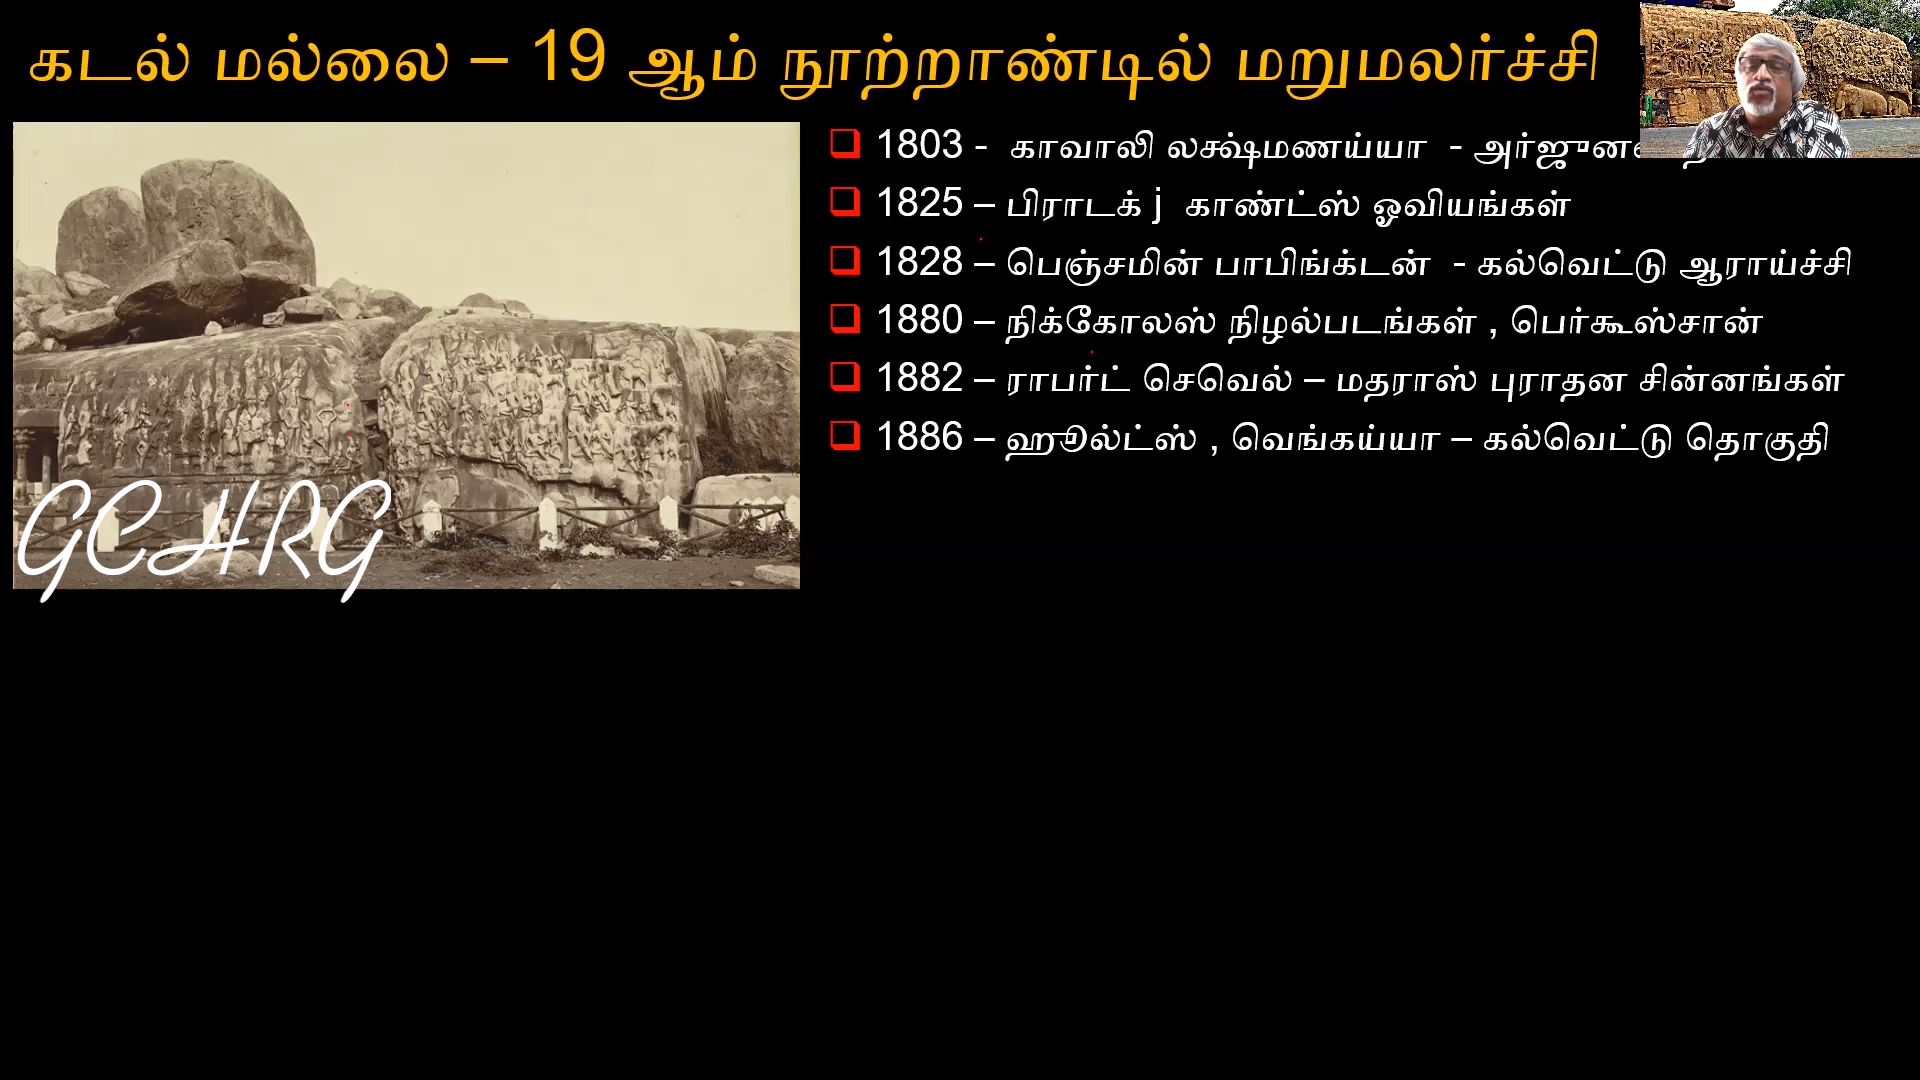 கடல் மல்லை – 19 ஆம் நூற்றாண்டில் மறுமலர்ச்சி
1803 - காவாலி லக்ஷ்மணய்யா -
1825 – பிராடக் j காண்ட்ஸ் ஓவியங்கள்
1828 – பெஞ்சமின் பாபிங்க்டன் - கல்வெட்டு ஆராய்ச்சி
1880 – நிக்கோலஸ் நிழல்படங்கள் , பெர்கூஸ்சான்
1882 – ராபர்ட் செவெல் – மதராஸ் புராதன சின்னங்கள்
1886 – ஹூல்ட்ஸ் , வெங்கய்யா – கல்வெட்டு தொகுதி
GCHRG